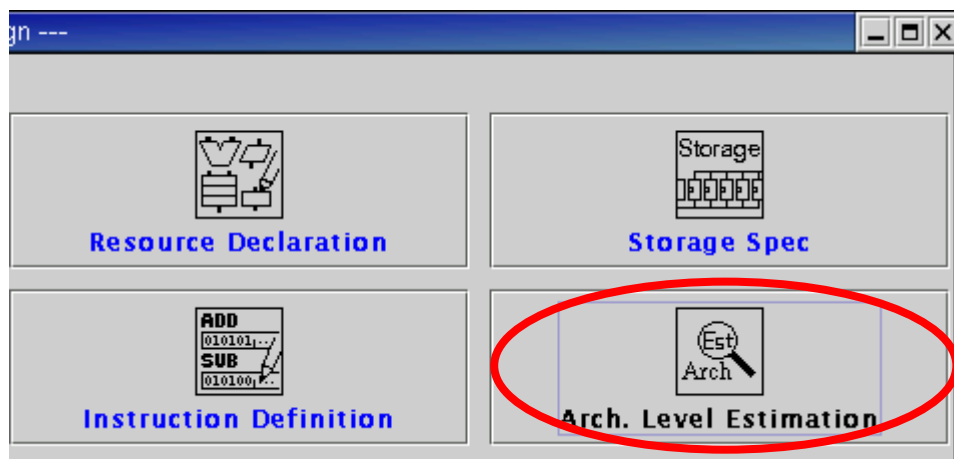 gn ---
Storage
Resource Declaration
Storage Spec
ADD
010101
SUB
010100
Est
Arch
Instruction Definition
Arch. Level Estimation